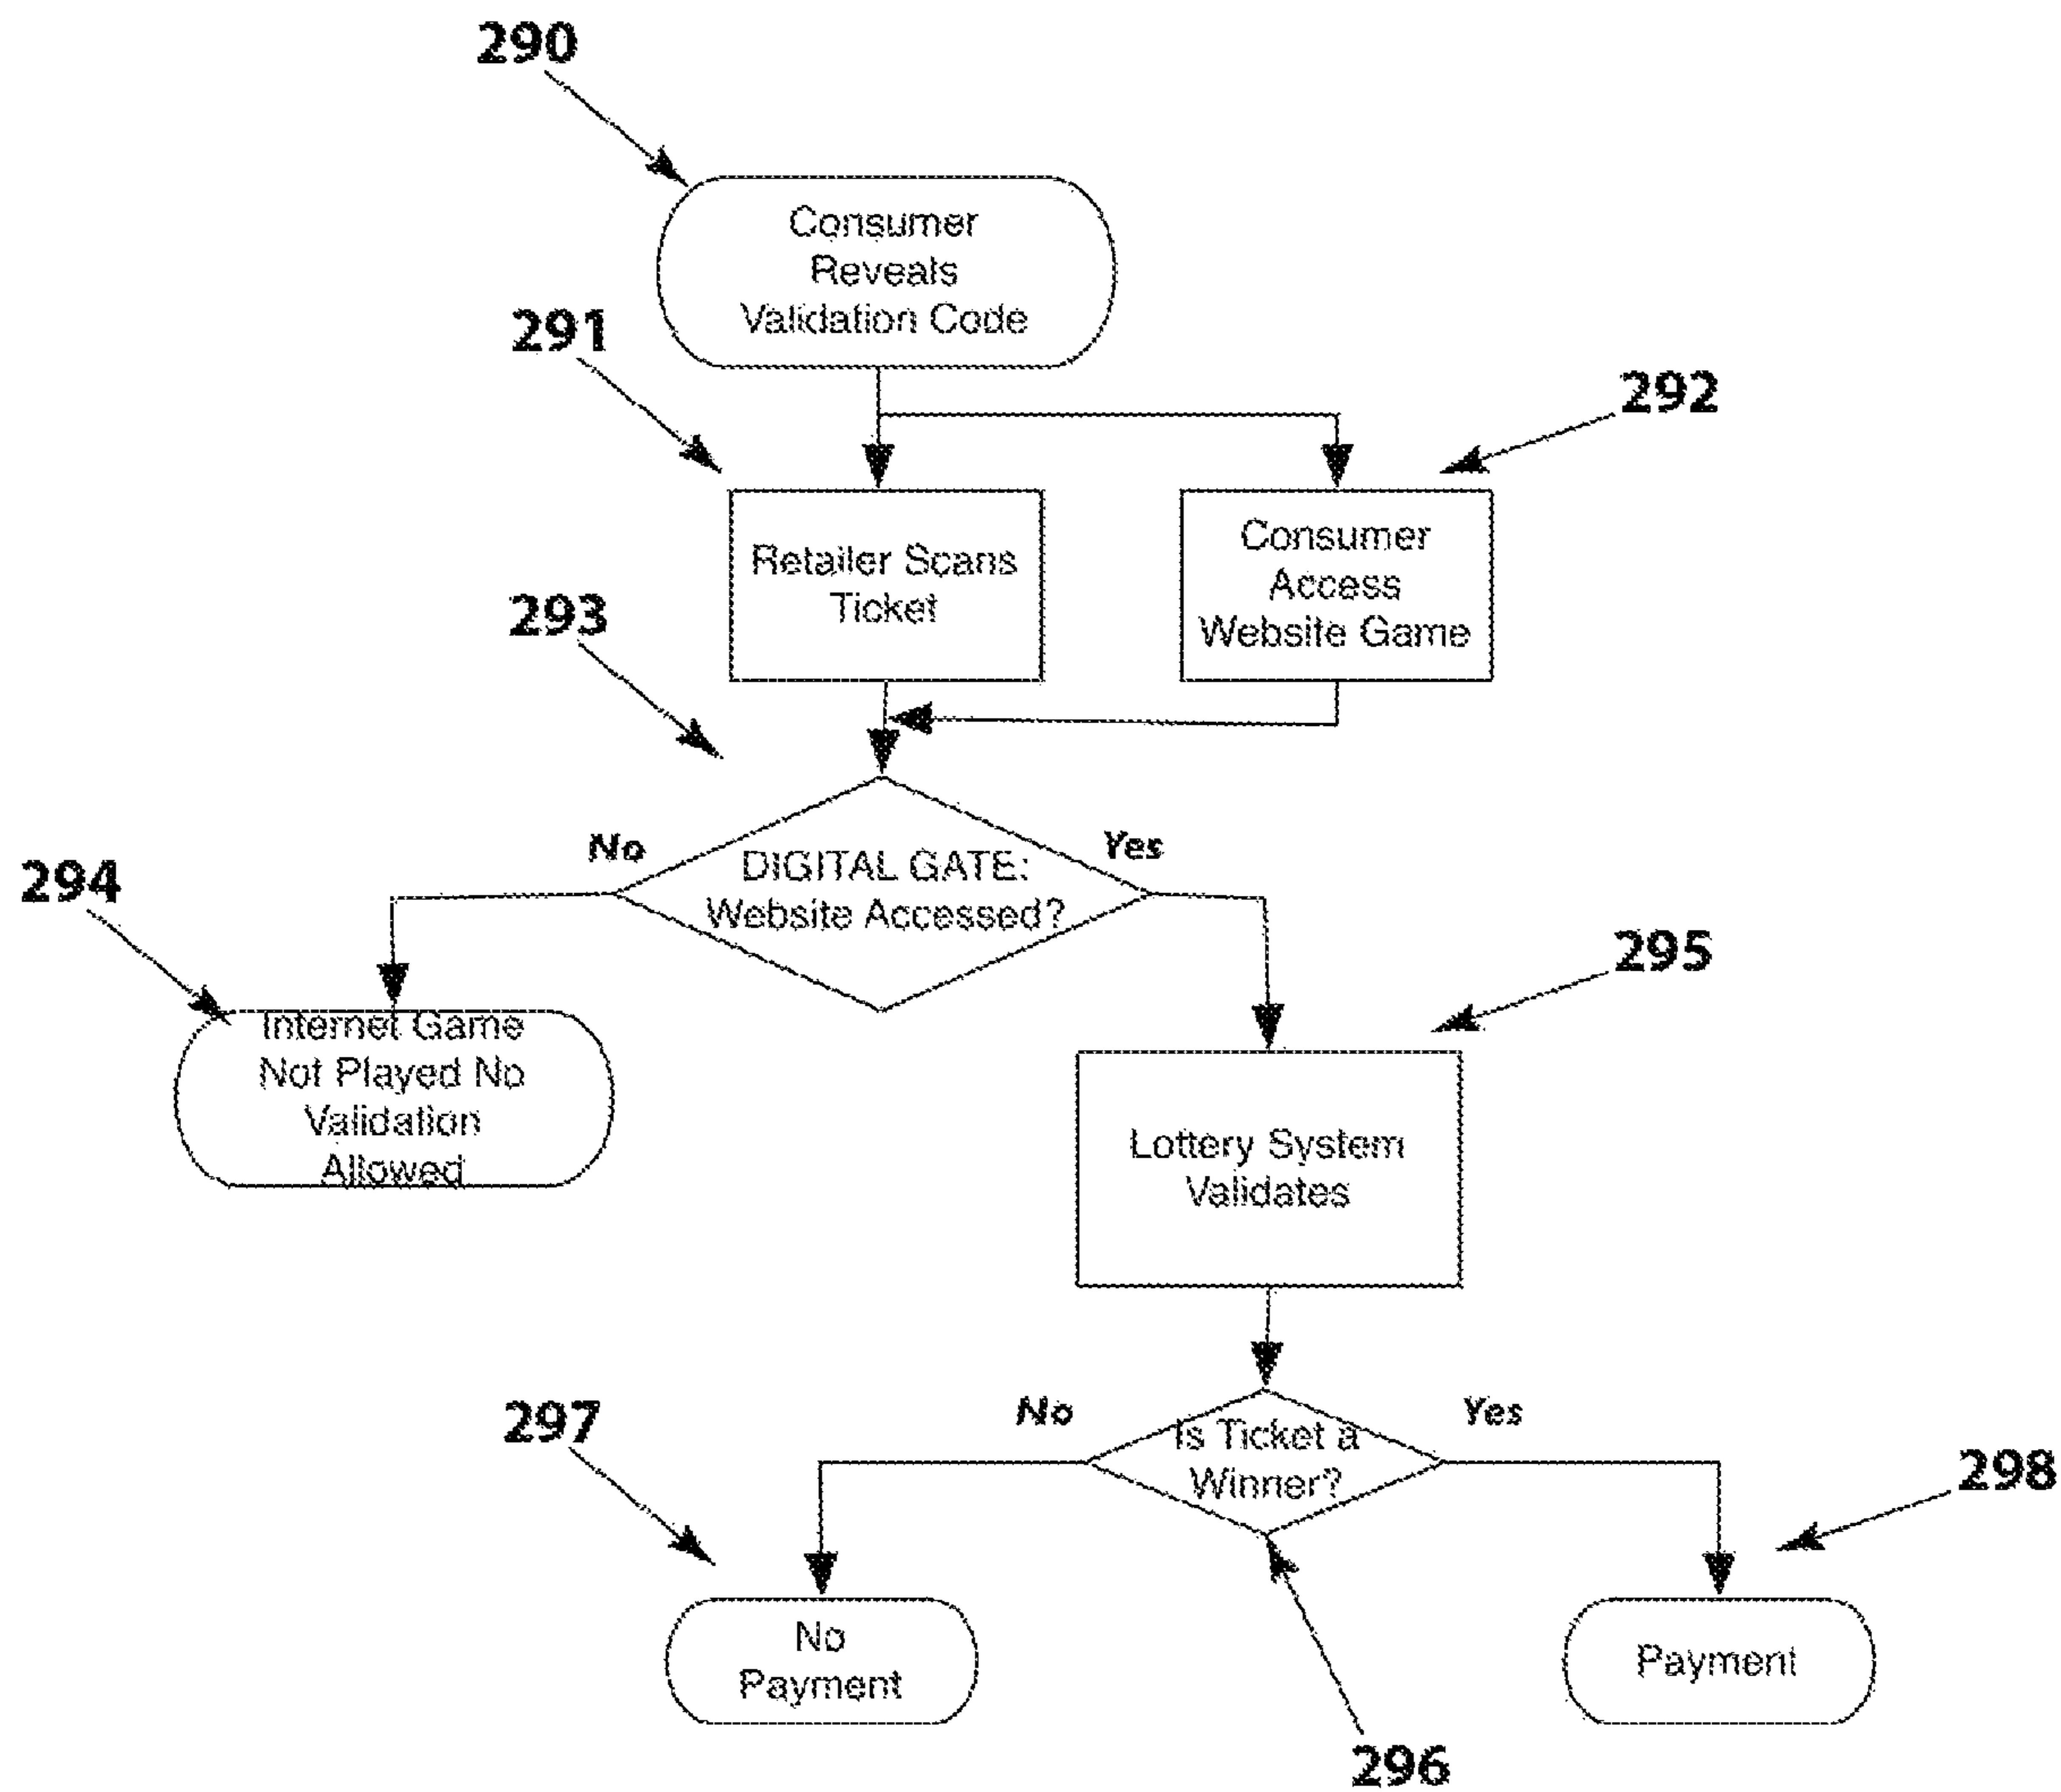 290
Consumer
Reveals
Validation Code
291
292
Retailer Scans
Ticket
Consumer
Access
Website Game
293
No
Yes
DIGITAL GATE:
Website Accessed?
294
295
Internet Game
Not Played No
Validation
Allowed
Lottery System
Validates
No
Yes
Is Ticket a
Winner?
297
298
No
Payment
Payment
296